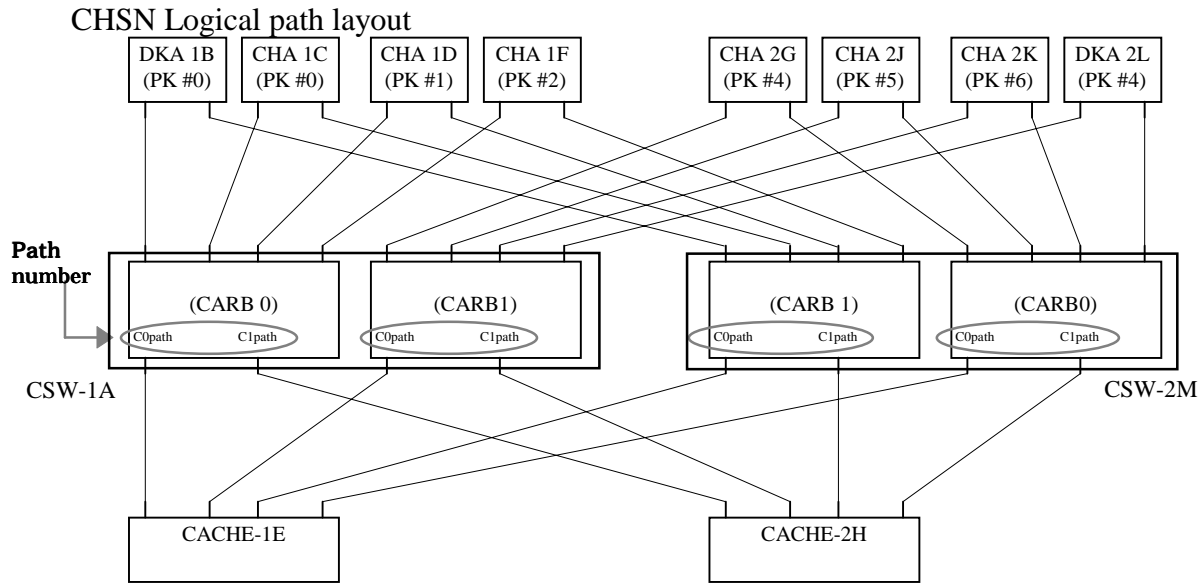 CHSN Logical path layout
DKA 1B
(PK #0)
CHA 1C
(PK #0)
CHA 1D
(PK #1)
CHA 1F
(PK #2)
CHA 2G
(PK #4)
CHA 2J
(PK #5)
CHA 2K
(PK #6)
DKA 2L
(PK #4)
Path
number
(CARB 0)
C0path C1path
(CARB1)
C0path C1path
(CARB 1)
C0path C1path
(CARB0)
C0path C1path
CSW-1A
CSW-2M
CACHE-1E
CACHE-2H